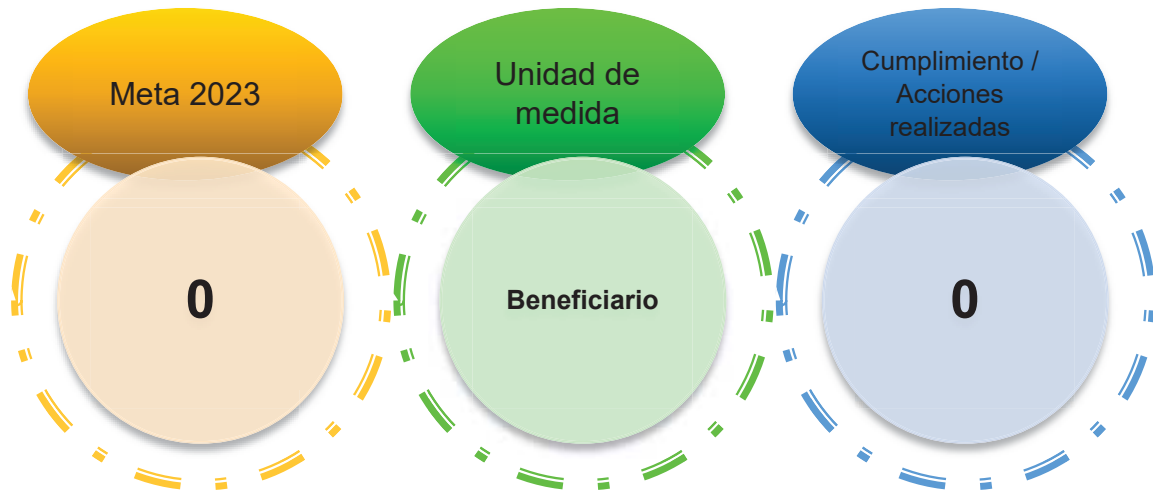 Meta 2023
Unidad de
medida
Cumplimiento /
Acciones
realizadas
0
Beneficiario
0